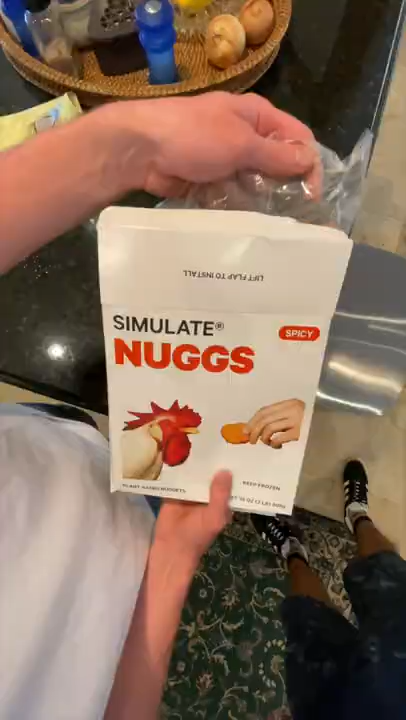 LIFT FLAP TO INSTALL
SIMULATE®
SPICY
NUGGS
PLANT-BASED NUGGETS
KEEP FROZEN